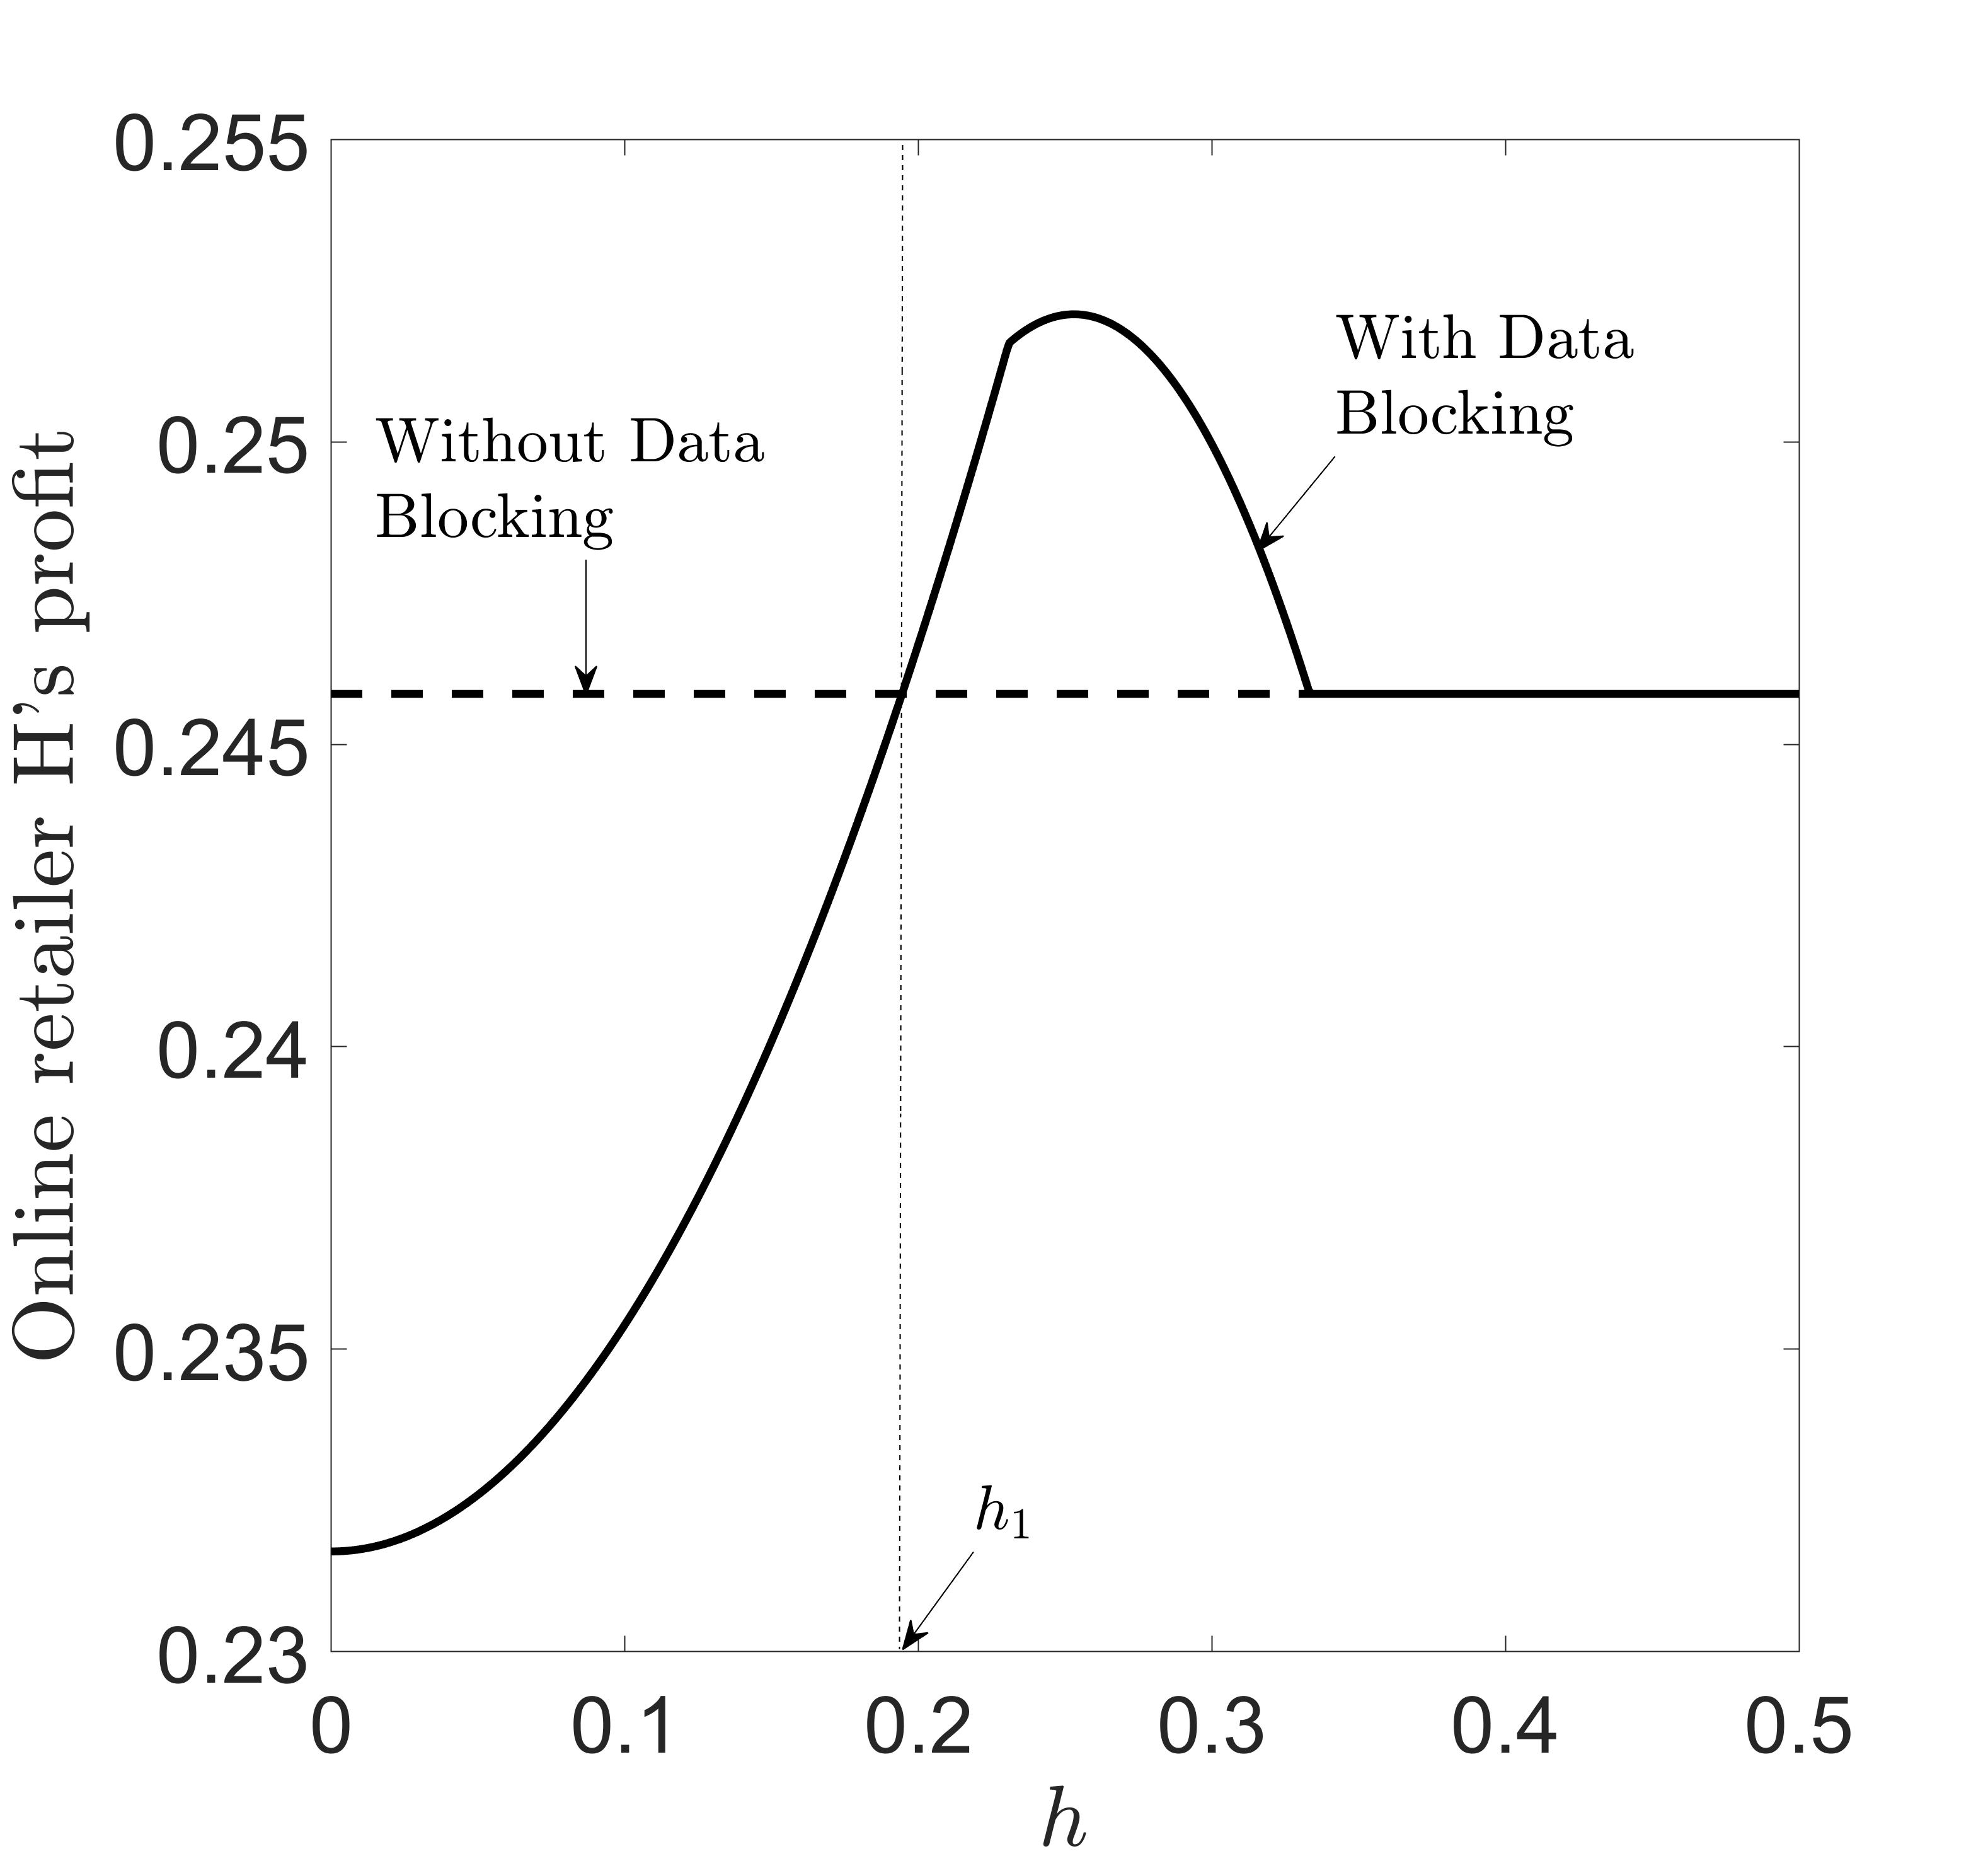 0.255
0.25
0.245
0.24
0.235
0.23
Online retailer H's profit
Without Data
Blocking
With Data
Blocking
h₁
0 0.1 0.2 0.3 0.4 0.5
h